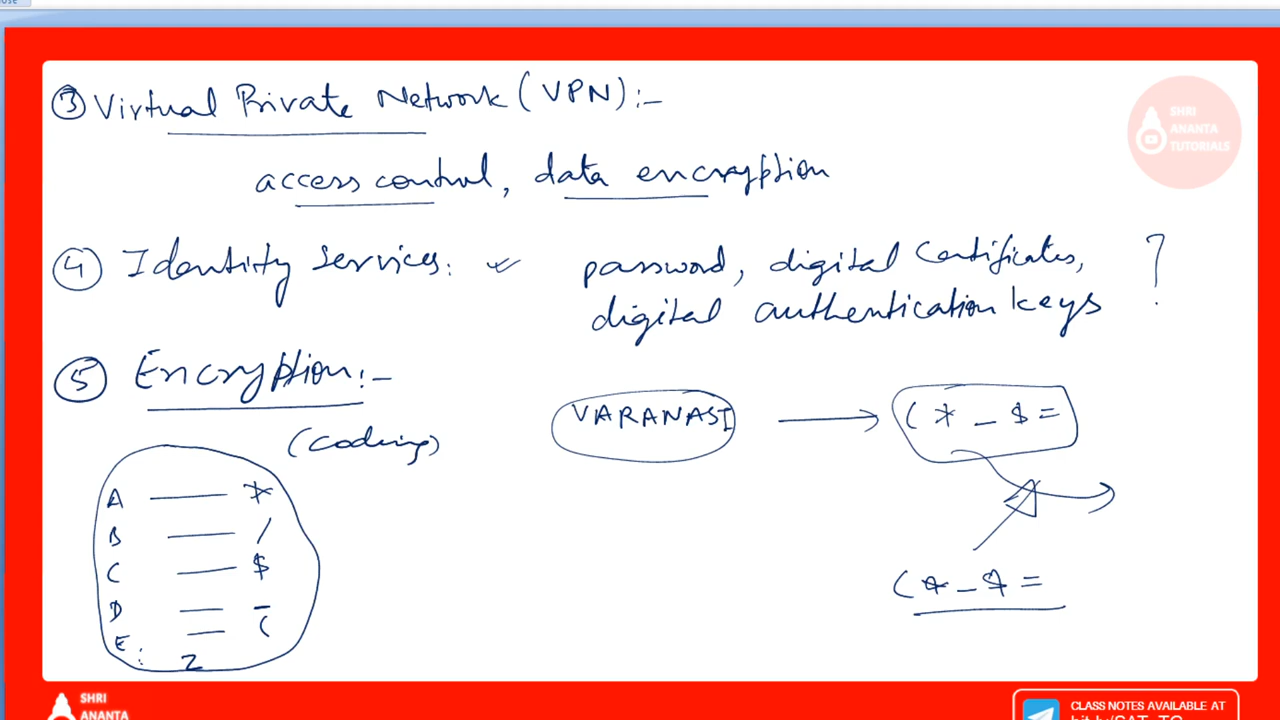 ose
③ Virtual Private Network (VPN) :-
access control, data encryption
④ Identity Services: ✓ password, digital Certificates, ?
digital authentication keys
⑤ Encryption :-
(Coding)
VARANASI → ( * _ $ =
A — *
B — /
C — $
D — -
E — (
Z
( * _ $ =
SHRI
ANANTA
TUTORIALS
SHRI
ANANTA
CLASS NOTES AVAILABLE AT